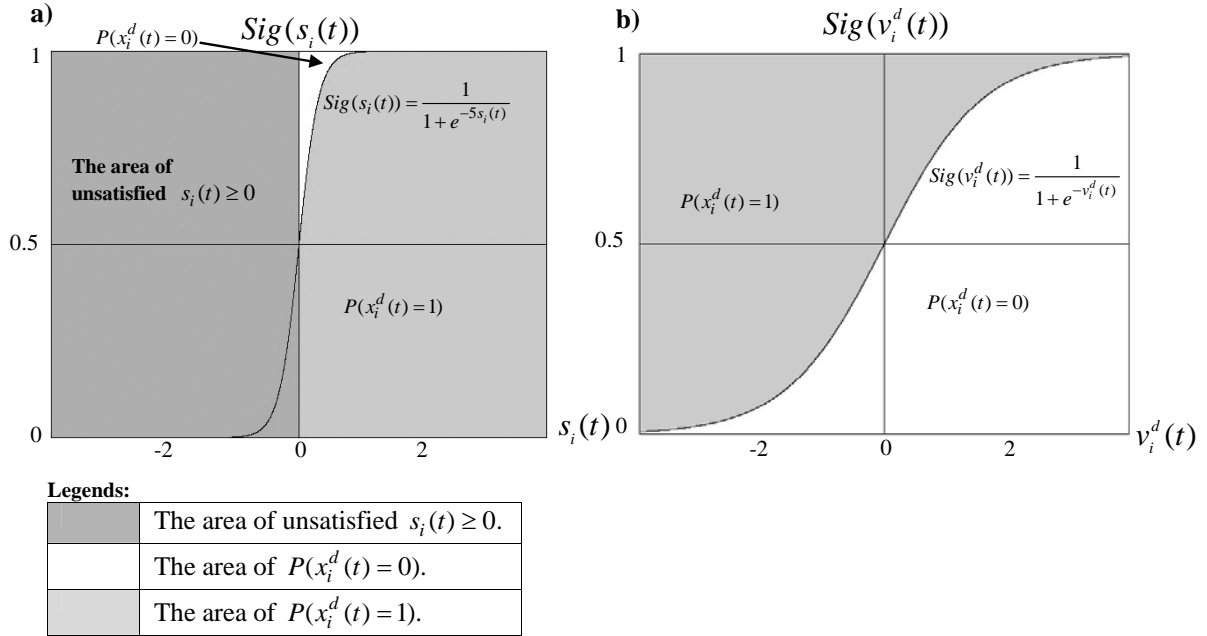 a)
Sig(s_i(t))
P(x_i^d(t) = 0)
1
Sig(s_i(t)) = 1 / (1 + e^{-5s_i(t)})
The area of
unsatisfied s_i(t) ≥ 0
0.5
P(x_i^d(t) = 1)
0
-2
0
2
s_i(t)
b)
Sig(v_i^d(t))
1
Sig(v_i^d(t)) = 1 / (1 + e^{-v_i^d(t)})
P(x_i^d(t) = 1)
0.5
P(x_i^d(t) = 0)
0
-2
0
2
v_i^d(t)
Legends:
The area of unsatisfied s_i(t) ≥ 0.
The area of P(x_i^d(t) = 0).
The area of P(x_i^d(t) = 1).